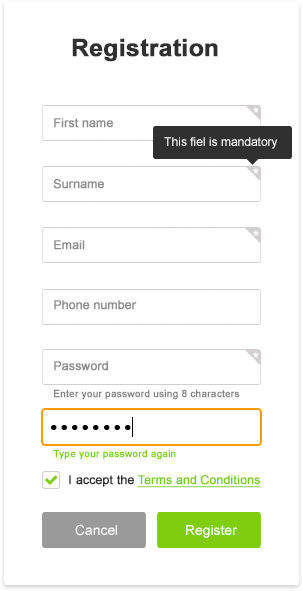 Registration
First name
This fiel is mandatory
Surname
Email
Phone number
Password
Enter your password using 8 characters
Type your password again
I accept the Terms and Conditions
Cancel
Register